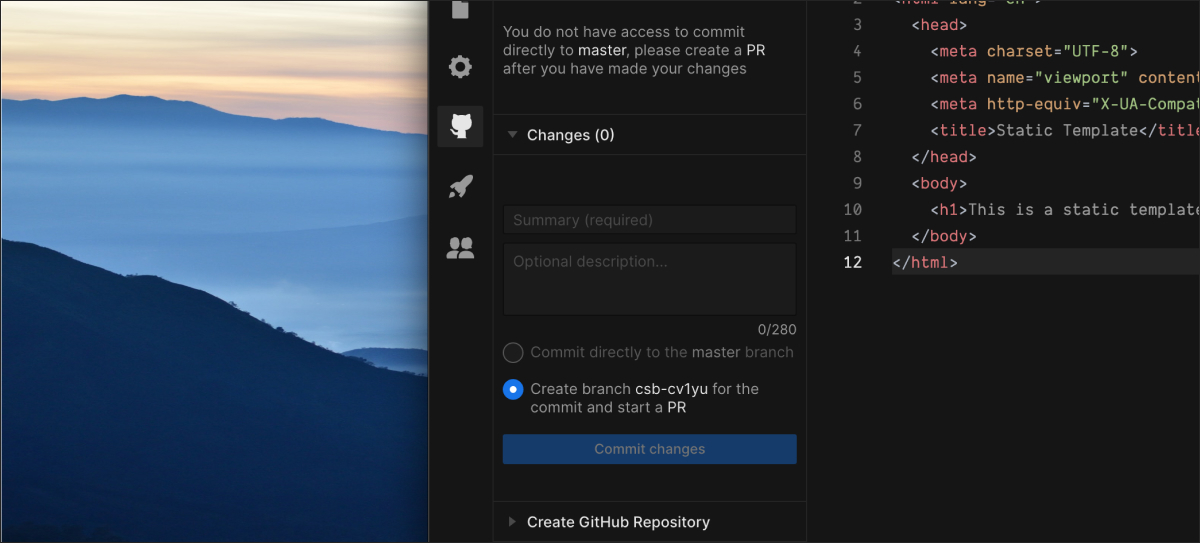 You do not have access to commit
directly to master, please create a PR
after you have made your changes
Changes (0)
Summary (required)
Optional description...
0/280
Commit directly to the master branch
Create branch csb-cv1yu for the
commit and start a PR
Commit changes
Create GitHub Repository
2
3 <head>
4 <meta charset="UTF-8">
5 <meta name="viewport" content
6 <meta http-equiv="X-UA-Compat
7 <title>Static Template</title
8 </head>
9 <body>
10 <h1>This is a static template
11 </body>
12 </html>